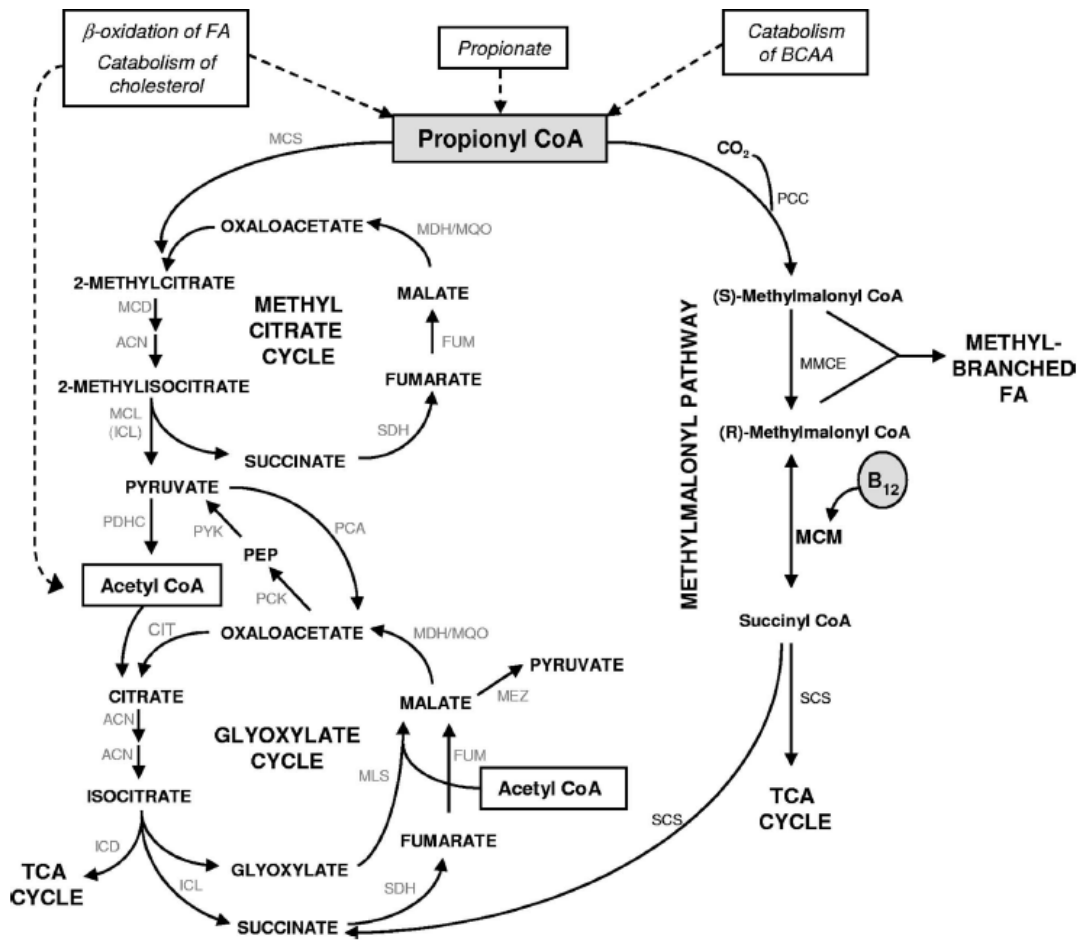 β-oxidation of FA
Catabolism of
cholesterol
Propionate
Catabolism
of BCAA
Propionyl CoA
MCS
CO2
PCC
OXALOACETATE
MDH/MQO
2-METHYLCITRATE
MCD
ACN
METHYL
CITRATE
CYCLE
MALATE
FUM
2-METHYLISOCITRATE
FUMARATE
MCL
(ICL)
SDH
SUCCINATE
(S)-Methylmalonyl CoA
MMCE
METHYL-
BRANCHED
FA
(R)-Methylmalonyl CoA
METHYLMALONYL PATHWAY
B12
MCM
Succinyl CoA
SCS
TCA
CYCLE
SCS
PYRUVATE
PDHC
PYK
PCA
PEP
PCK
Acetyl CoA
CIT
OXALOACETATE
MDH/MQO
PYRUVATE
MEZ
CITRATE
MALATE
ACN
ACN
GLYOXYLATE
CYCLE
MLS
FUM
Acetyl CoA
ISOCITRATE
FUMARATE
ICD
TCA
CYCLE
GLYOXYLATE
ICL
SDH
SUCCINATE